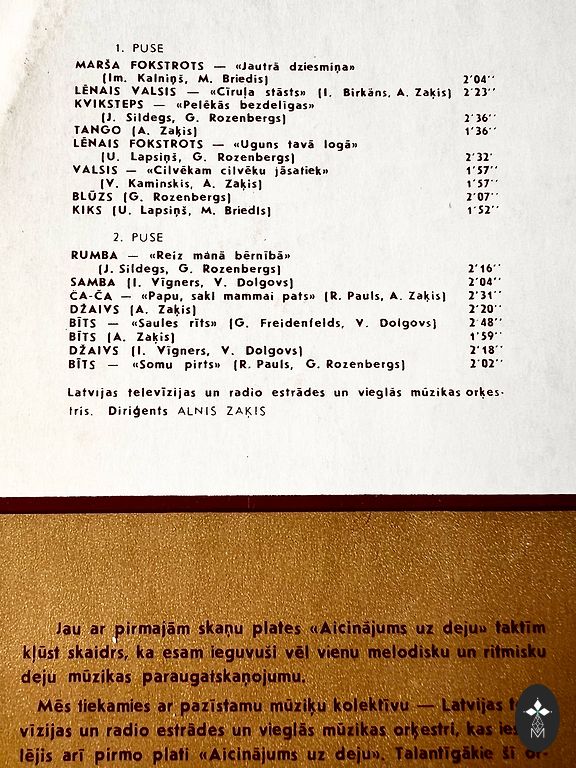 1. PUSE
MARŠA FOKSTROTS — «Jautrā dziesmiņa»
(Im. Kalniņš, M. Briedis) 2′04′′
LĒNAIS VALSIS — «Cīruļa stāsts» (I. Birkāns, A. Zaķis) 2′23′′
KVIKSTEPS — «Pelēkās bezdelīgas»
(J. Sildegs, G. Rozenbergs) 2′36′′
TANGO (A. Zaķis) 1′36′′
LĒNAIS FOKSTROTS — «Uguns tavā logā»
(U. Lapsiņš, G. Rozenbergs) 2′32′
VALSIS — «Cilvēkam cilvēku jāsatiek» 1′57′′
(V. Kaminskis, A. Zaķis) 1′57′′
BLŪZS (G. Rozenbergs) 2′07′′
KIKS (U. Lapsiņš, M. Briedis) 1′52′′
2. PUSE
RUMBA — «Reiz manā bērnībā»
(J. Sildegs, G. Rozenbergs) 2′16′′
SAMBA (I. Vīgners, V. Dolgovs) 2′04′′
ČA-ČA — «Papu, saki mammai pats» (R. Pauls, A. Zaķis) 2′31′′
DŽAIVS (A. Zaķis) 2′20′′
BĪTS — «Saules rīts» (G. Freidenfelds, V. Dolgovs) 2′48′′
BĪTS (A. Zaķis) 1′59′′
DŽAIVS (I. Vīgners, V. Dolgovs) 2′18′′
BĪTS — «Somu pirts» (R. Pauls, G. Rozenbergs) 2′02′′
Latvijas televīzijas un radio estrādes un vieglās mūzikas orķes-
tris. Diriģents ALNIS ZAĶIS
Jau ar pirmajām skaņu plates «Aicinājums uz deju» taktīm
kļūst skaidrs, ka esam ieguvuši vēl vienu melodisku un ritmisku
deju mūzikas paraugatskaņojumu.
Mēs tiekamies ar pazīstamu mūziķu kolektīvu — Latvijas
vīzijas un radio estrādes un vieglās mūzikas orķestri, kas
lējis arī pirmo plati «Aicinājums uz deju». Talantīgākie šī or-
M